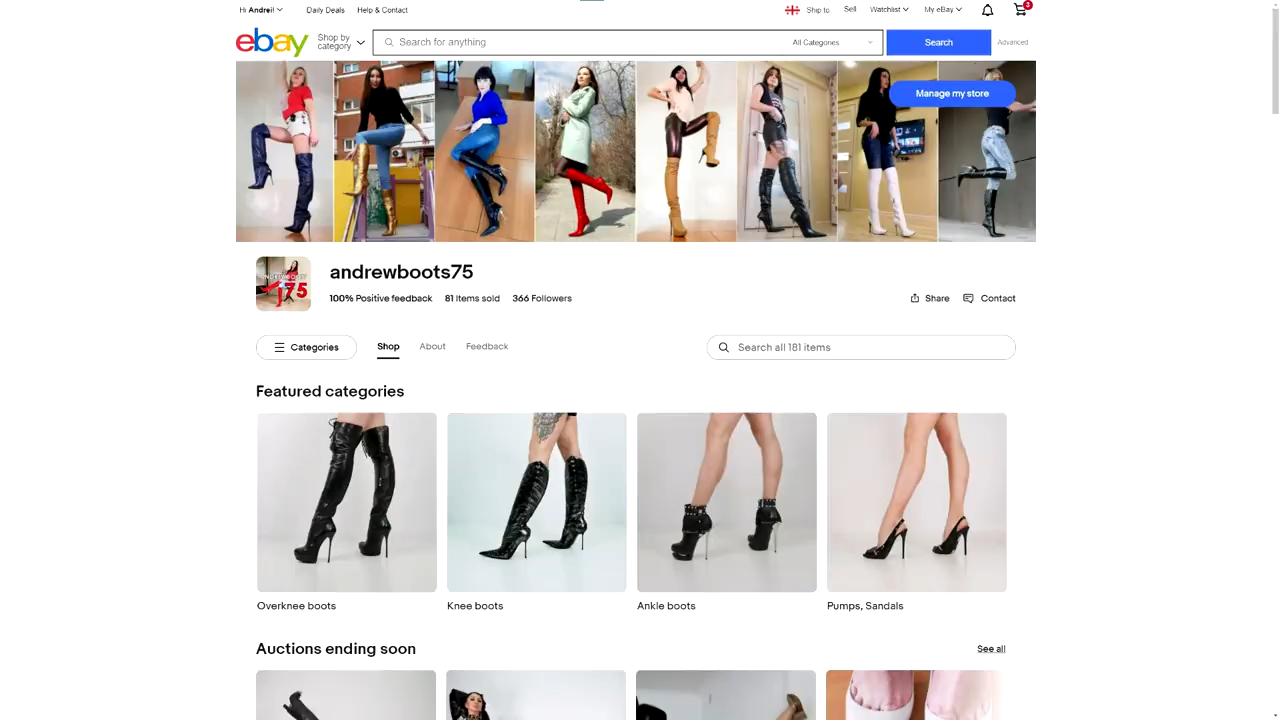 Hi Andrei!
Daily Deals
Help & Contact
Ship to
Sell
Watchlist
My eBay
3
ebay
Shop by category
Search for anything
All Categories
Search
Advanced
Manage my store
75
andrewboots75
100% Positive feedback
81 items sold
366 Followers
Share
Contact
Categories
Shop
About
Feedback
Search all 181 items
Featured categories
Overknee boots
Knee boots
Ankle boots
Pumps, Sandals
Auctions ending soon
See all